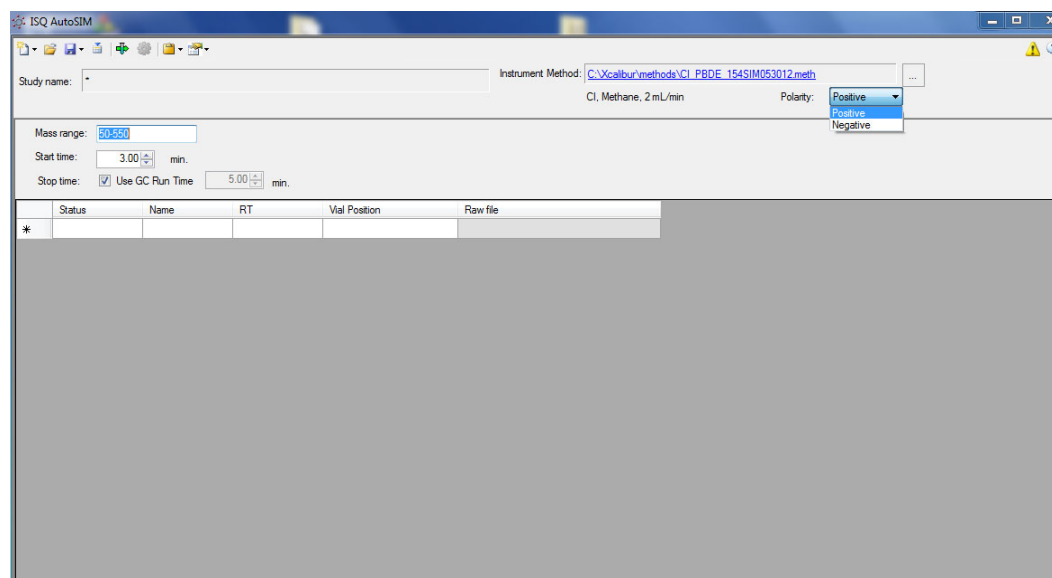 ISQ AutoSIM
Study name: *
Instrument Method: C:\Xcalibur\methods\CI_PBDE_154SIM053012.meth ...
CI, Methane, 2 mL/min Polarity: Positive
Positive
Negative
Mass range: 50-550
Start time: 3.00 min.
Stop time: Use GC Run Time 5.00 min.
Status Name RT Vial Position Raw file